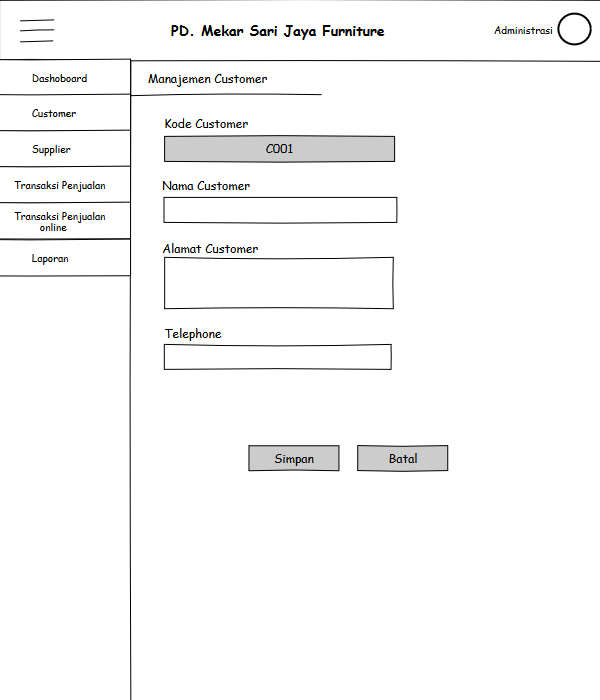 PD. Mekar Sari Jaya Furniture
Administrasi
Dashoboard
Customer
Supplier
Transaksi Penjualan
Transaksi Penjualan
online
Laporan
Manajemen Customer
Kode Customer
C001
Nama Customer
Alamat Customer
Telephone
Simpan
Batal